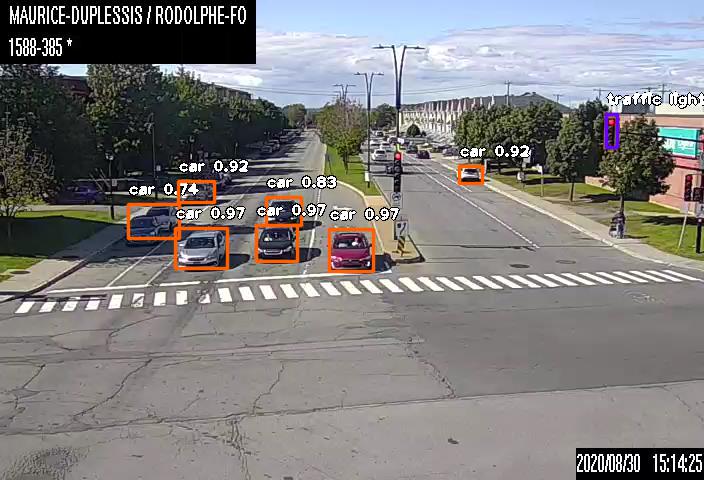 MAURICE-DUPLESSIS / RODOLPHE-FO
1588-385 *
traffic light
car 0.92
car 0.92
car 0.74
car 0.83
car 0.97
car 0.97
car 0.97
2020/08/30 15:14:25